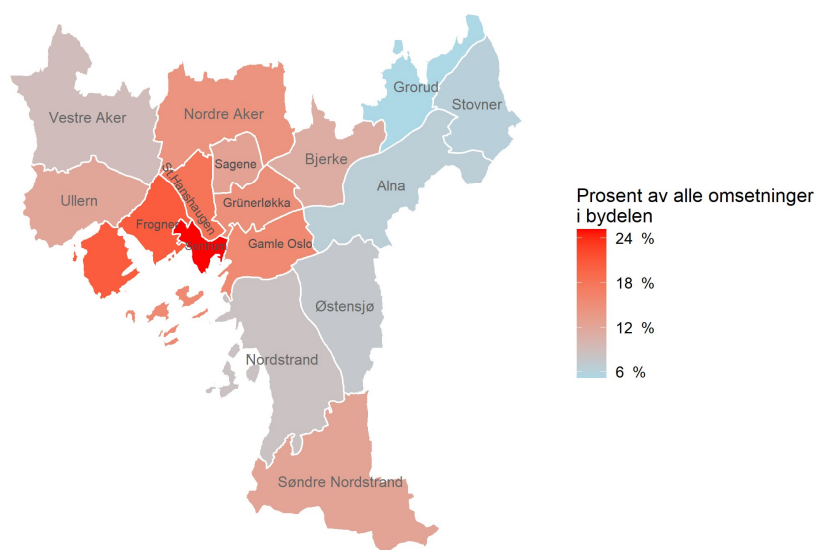 Grorud
Stovner
Vestre Aker
Nordre Aker
Bjerke
Sagene
Alna
Ullern
St.Hanshaugen
Grünerløkka
Frogner
Gamle Oslo
Østensjø
Nordstrand
Søndre Nordstrand
Prosent av alle omsetninger
i bydelen
24 %
18 %
12 %
6 %